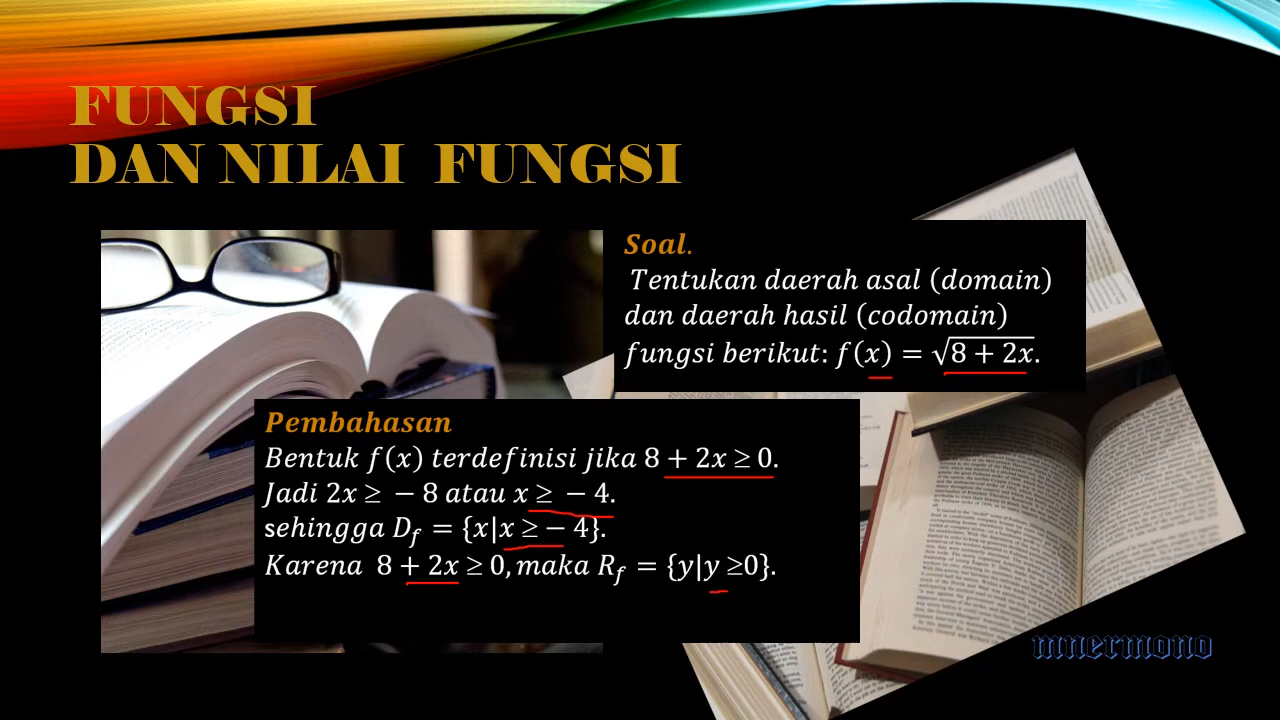 FUNGSI
DAN NILAI FUNGSI
Soal.
Tentukan daerah asal (domain)
dan daerah hasil (codomain)
fungsi berikut: f(x) = √8 + 2x.
Pembahasan
Bentuk f(x) terdefinisi jika 8 + 2x ≥ 0.
Jadi 2x ≥ − 8 atau x ≥ − 4.
sehingga D_f = {x|x ≥− 4}.
Karena 8 + 2x ≥ 0, maka R_f = {y|y ≥0}.
mnermono